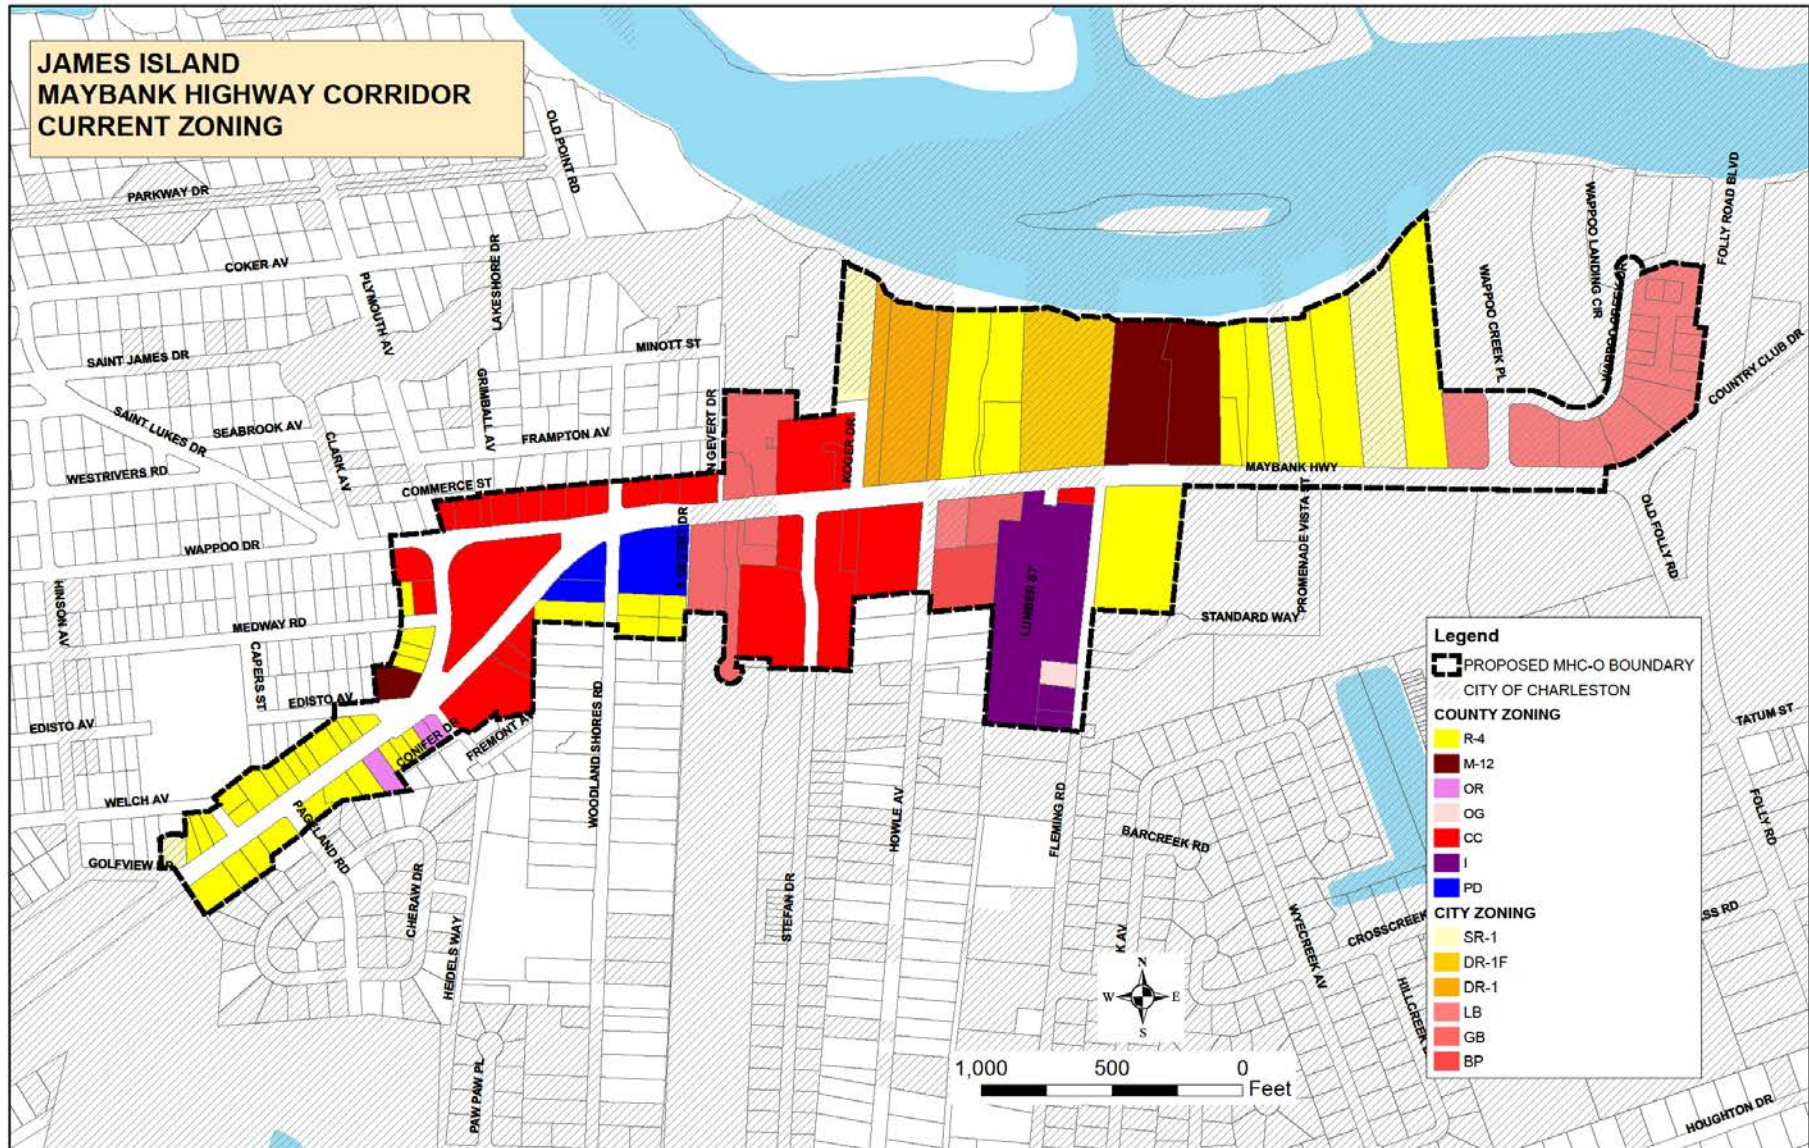 JAMES ISLAND
MAYBANK HIGHWAY CORRIDOR
CURRENT ZONING
OLD POINT RD
PARKWAY DR
COKER AV
PLYMOUTH AV
LAKESHORE DR
SAINT JAMES DR
MINOTT ST
GRIMBALL AV
SAINT LUKES DR
SEABROOK AV
CLARK AV
FRAMPTON AV
N GEVERT DR
KOGER DR
WESTRIVERS RD
COMMERCE ST
WAPPOO DR
S GEVERT DR
MAYBANK HWY
WAPPOO CREEK PL
WAPPOO LANDING CIR
WAPPOO CREEK DR
FOLLY ROAD BLVD
COUNTRY CLUB DR
OLD FOLLY RD
PROMENADE VISTA ST
STANDARD WAY
LUMBER ST
HINSON AV
MEDWAY RD
CAPERS ST
EDISTO AV
EDISTO AV
CONIFER DR
FREMONT AV
WOODLAND SHORES RD
WELCH AV
PAGELAND RD
GOLFVIEW DR
CHERAW DR
HEIDELS WAY
PAW PAW PL
STEFAN DR
HOWLE AV
FLEMING RD
BARCREEK RD
K AV
WYECREEK AV
CROSSCREEK
SS RD
HILLCREEK
TATUM ST
FOLLY RD
HOUGHTON DR
Legend
PROPOSED MHC-O BOUNDARY
CITY OF CHARLESTON
COUNTY ZONING
R-4
M-12
OR
OG
CC
I
PD
CITY ZONING
SR-1
DR-1F
DR-1
LB
GB
BP
N
W E
S
1,000 500 0
Feet